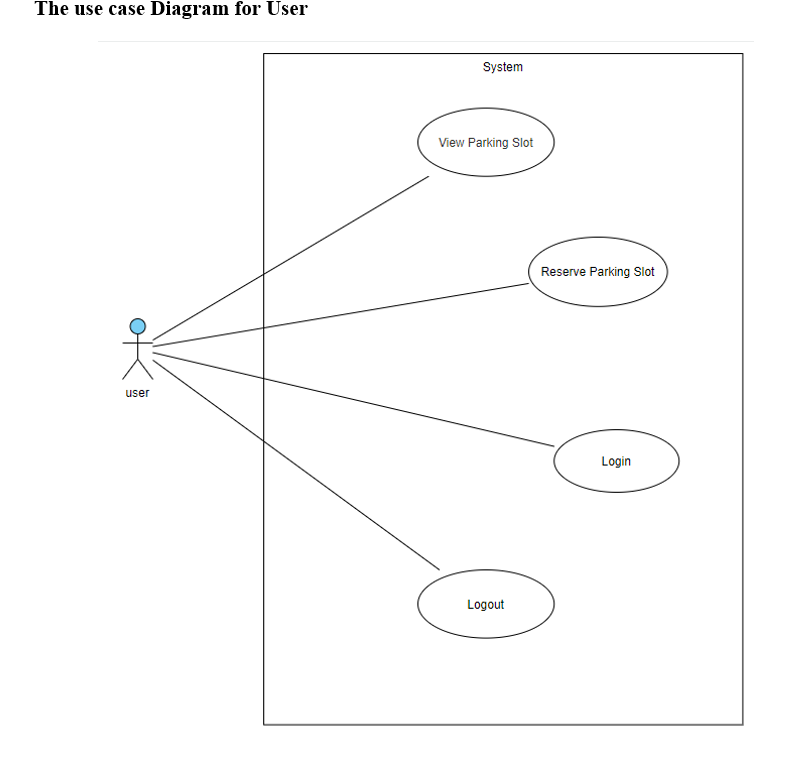 The use case Diagram for User
System
View Parking Slot
Reserve Parking Slot
user
Login
Logout